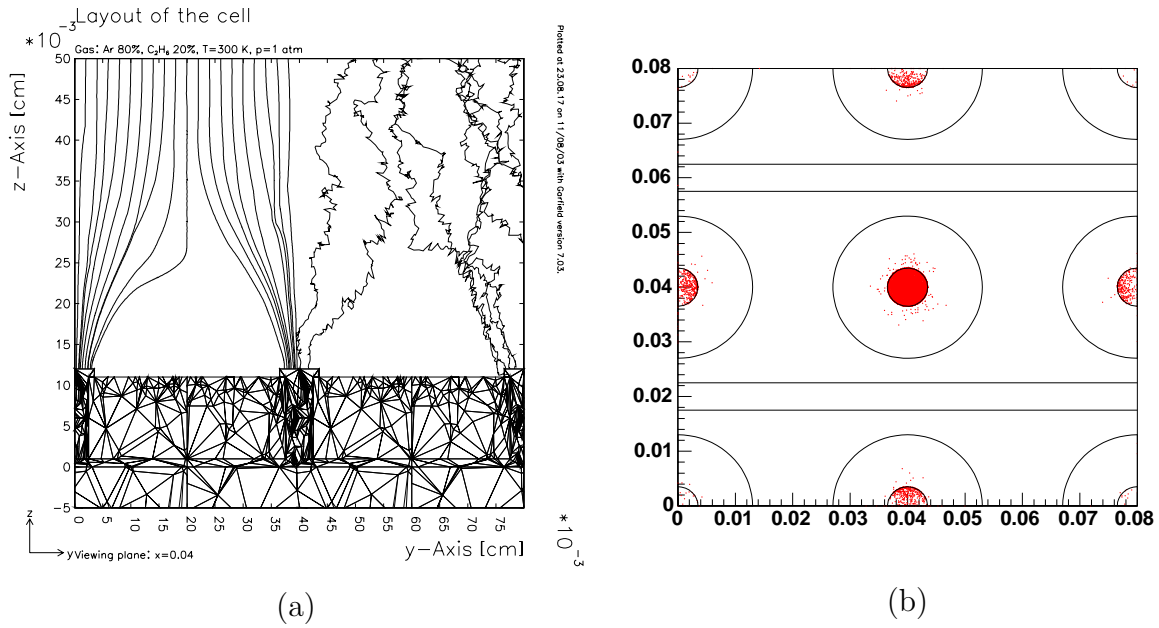 Layout of the cell
*10⁻³
Gas: Ar 80%, C₂H₆ 20%, T=300 K, p=1 atm
z-Axis [cm]
50
45
40
35
30
25
20
15
10
5
0
−5
0 5 10 15 20 25 30 35 40 45 50 55 60 65 70 75
y-Axis [cm]
*10⁻³
z
y
Viewing plane: x=0.04
Plotted at 23.08.17 on 11/08/03 with Garfield version 7.03.
(a)
0.08
0.07
0.06
0.05
0.04
0.03
0.02
0.01
0
0 0.01 0.02 0.03 0.04 0.05 0.06 0.07 0.08
(b)